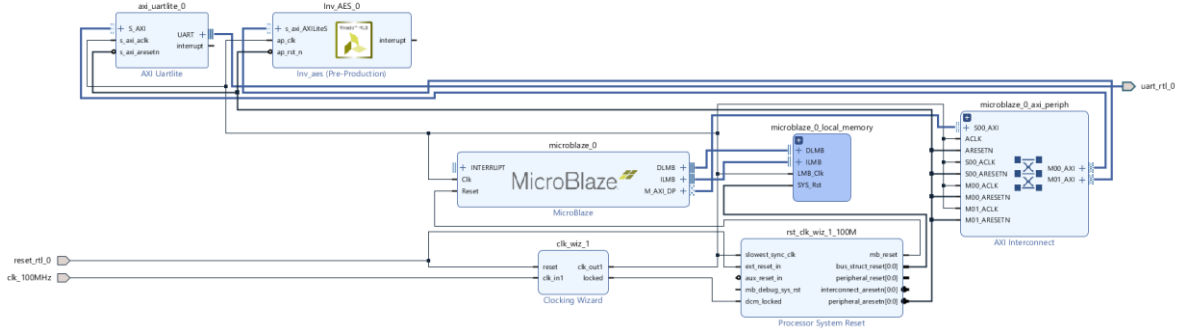 axi_uartlite_0
S_AXI
s_axi_aclk
s_axi_aresetn
UART
interrupt
AXI Uartlite
Inv_AES_0
s_axi_AXILiteS
ap_clk
ap_rst_n
interrupt
Inv_aes (Pre-Production)
uart_rtl_0
microblaze_0_axi_periph
S00_AXI
ACLK
ARESETN
S00_ACLK
S00_ARESETN
M00_ACLK
M00_ARESETN
M01_ACLK
M01_ARESETN
M00_AXI
M01_AXI
AXI Interconnect
microblaze_0_local_memory
DLMB
ILMB
LMB_Clk
SYS_Rst
microblaze_0
INTERRUPT
Clk
Reset
MicroBlaze
DLMB
ILMB
M_AXI_DP
MicroBlaze
reset_rtl_0
clk_100MHz
clk_wiz_1
reset
clk_in1
clk_out1
locked
Clocking Wizard
rst_clk_wiz_1_100M
slowest_sync_clk
ext_reset_in
aux_reset_in
mb_debug_sys_rst
dcm_locked
mb_reset
bus_struct_reset[0:0]
peripheral_reset[0:0]
interconnect_aresetn[0:0]
peripheral_aresetn[0:0]
Processor System Reset